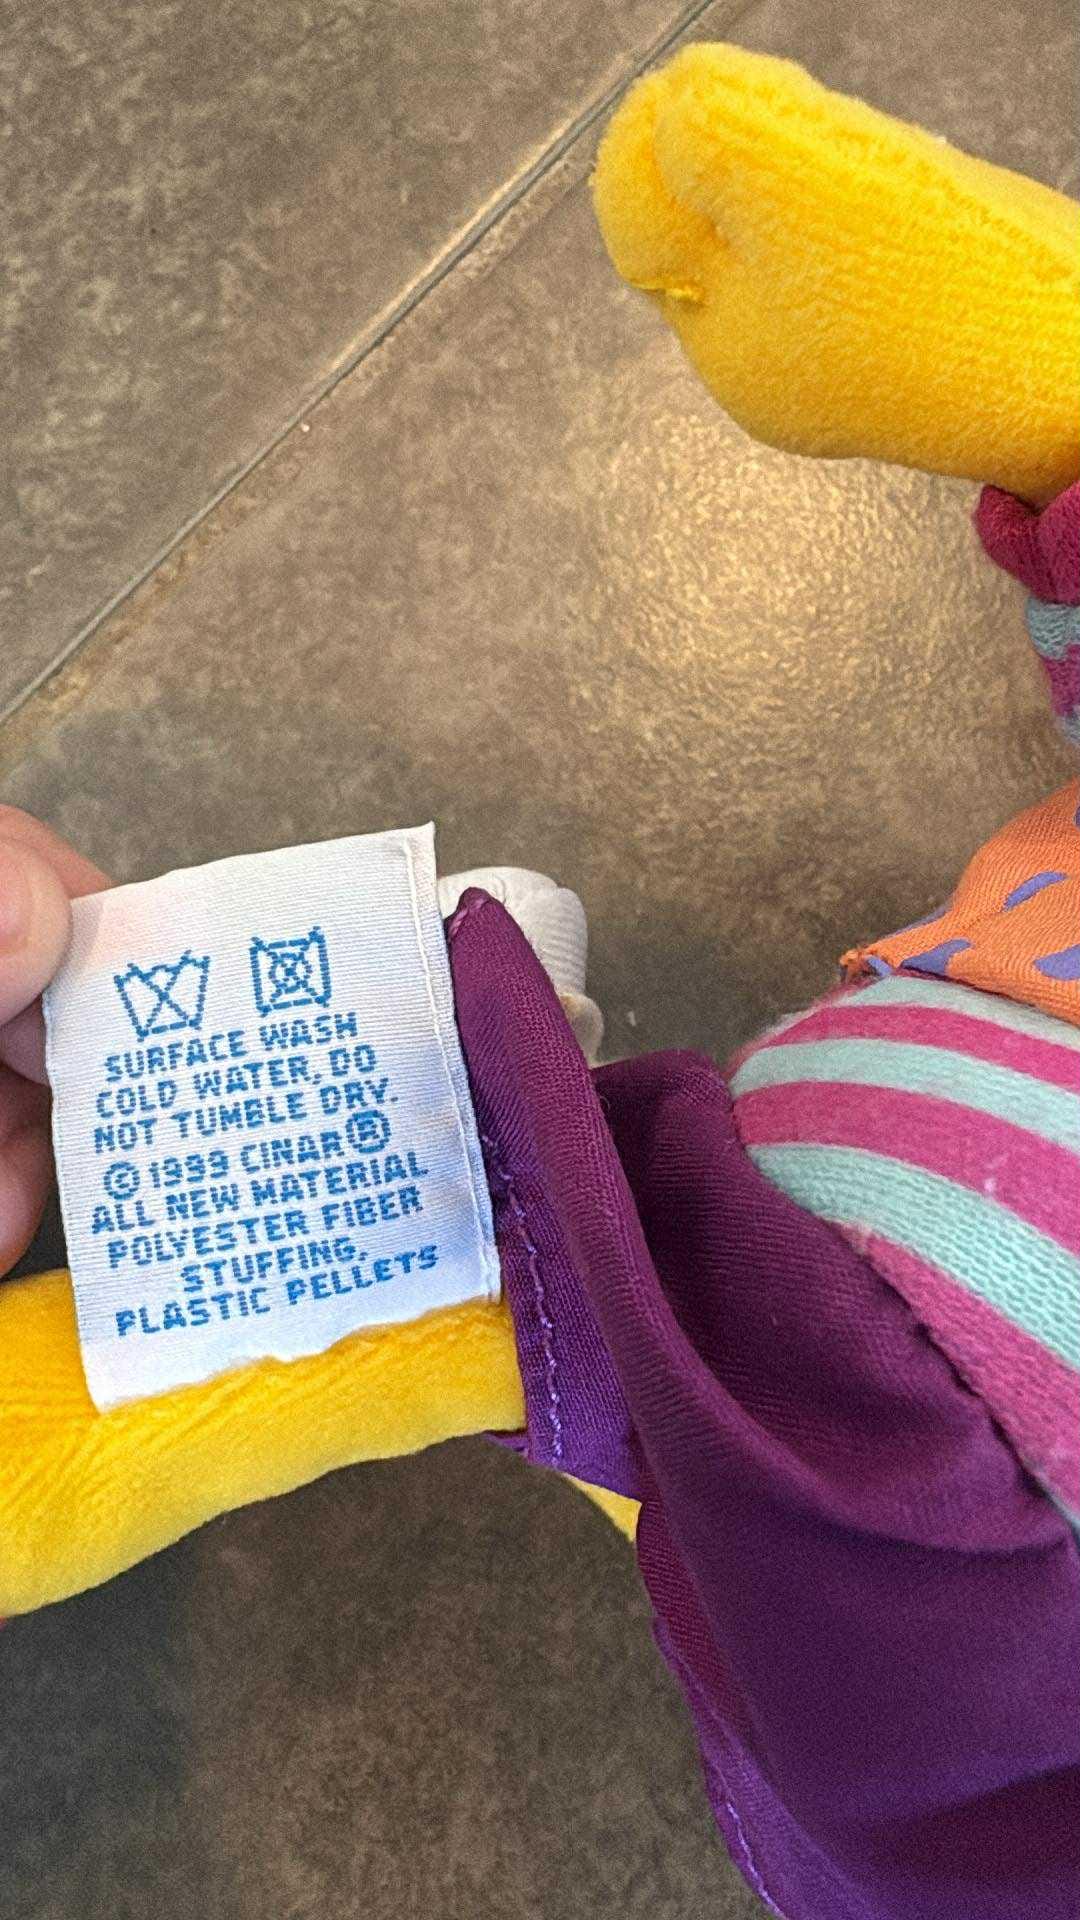 SURFACE WASH
COLD WATER, DO
NOT TUMBLE DRY.
© 1999 CINAR®
ALL NEW MATERIAL
POLYESTER FIBER
STUFFING,
PLASTIC PELLETS